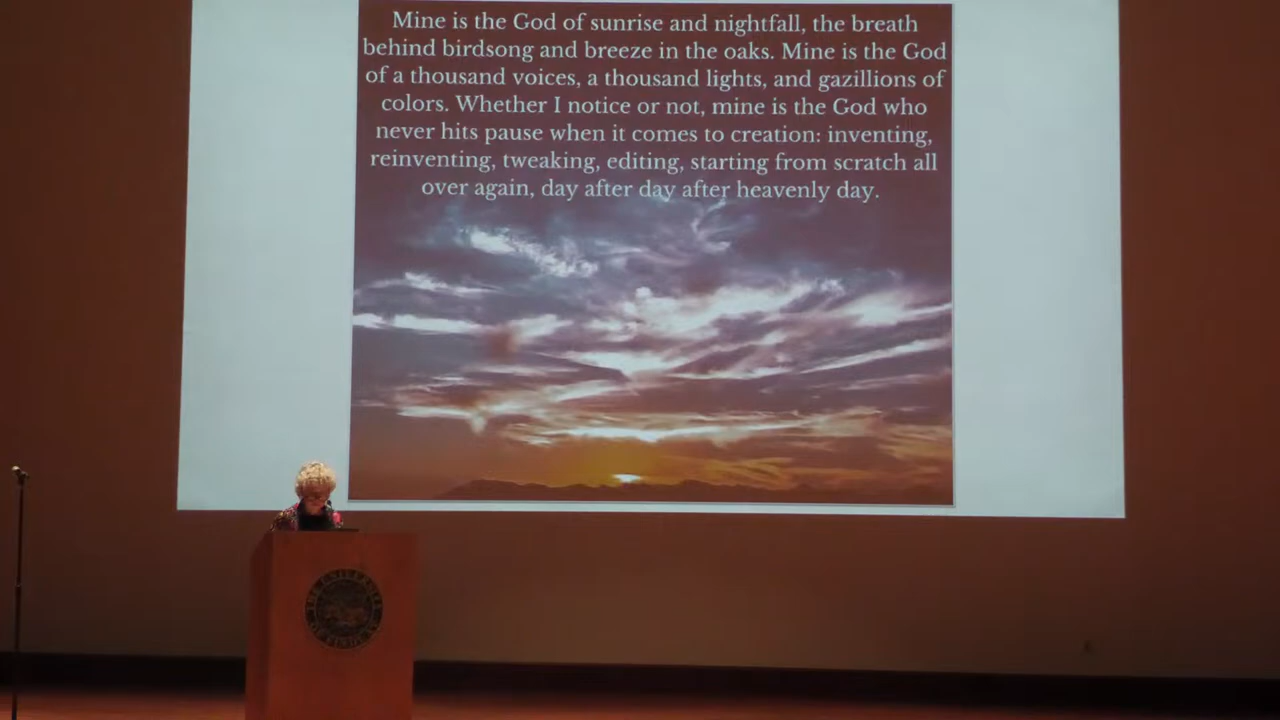 Mine is the God of sunrise and nightfall, the breath
behind birdsong and breeze in the oaks. Mine is the God
of a thousand voices, a thousand lights, and gazillions of
colors. Whether I notice or not, mine is the God who
never hits pause when it comes to creation: inventing,
reinventing, tweaking, editing, starting from scratch all
over again, day after day after heavenly day.
THE UNIVERSITY